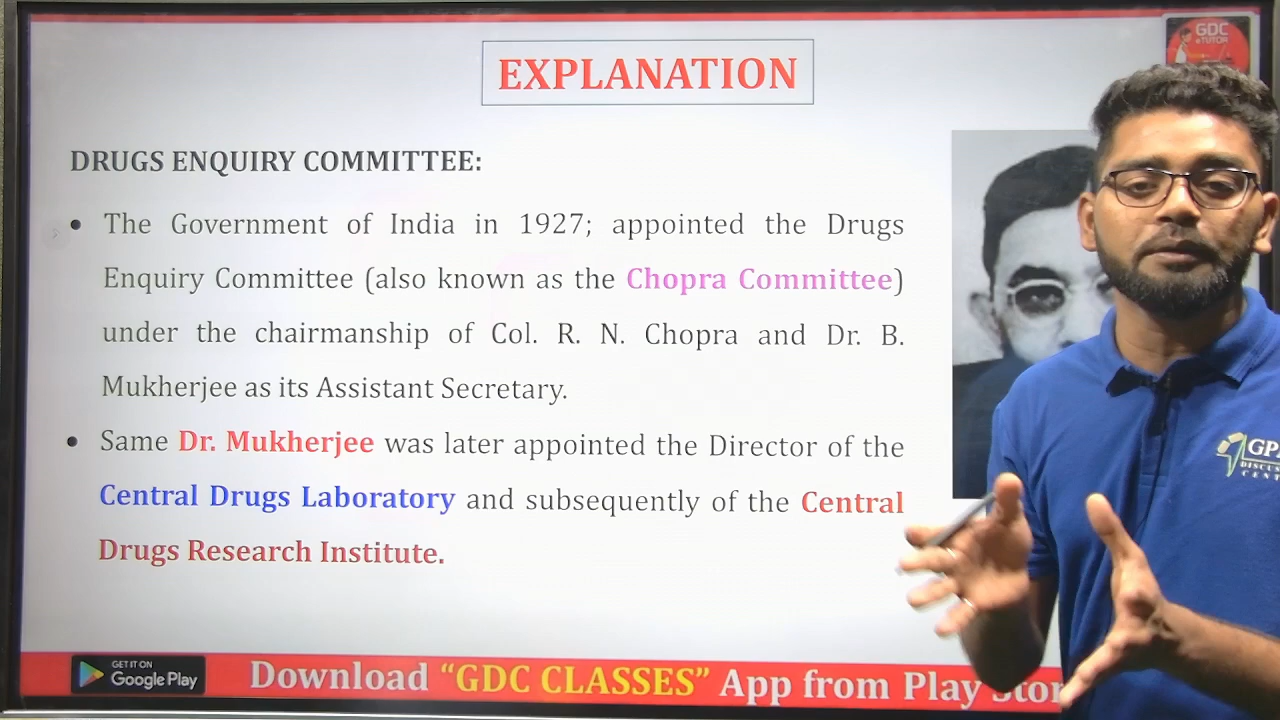 GDC
eTUTOR
EXPLANATION
DRUGS ENQUIRY COMMITTEE:
• The Government of India in 1927; appointed the Drugs
Enquiry Committee (also known as the Chopra Committee)
under the chairmanship of Col. R. N. Chopra and Dr. B.
Mukherjee as its Assistant Secretary.
• Same Dr. Mukherjee was later appointed the Director of the
Central Drugs Laboratory and subsequently of the Central
Drugs Research Institute.
GET IT ON
Google Play
Download "GDC CLASSES" App from Play